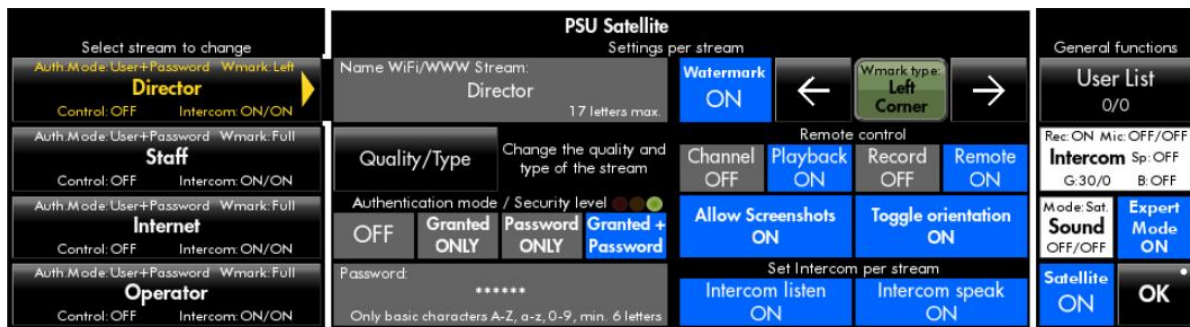 PSU Satellite
Select stream to change
Auth.Mode:User+Password Wmark:Left
Director
Control:OFF Intercom:ON/ON
Auth.Mode:User+Password Wmark:Full
Staff
Control:OFF Intercom:ON/ON
Auth.Mode:User+Password Wmark:Full
Internet
Control:OFF Intercom:ON/ON
Auth.Mode:User+Password Wmark:Full
Operator
Control:OFF Intercom:ON/ON
Settings per stream
Name WiFi/WWW Stream:
Director
17 letters max.
Quality/Type
Change the quality and
type of the stream
Authentication mode / Security level
OFF
Granted
ONLY
Password
ONLY
Granted +
Password
Password:
******
Only basic characters A-Z, a-z, 0-9, min. 6 letters
Watermark
ON
←
Wmark type:
Left
Corner
→
Remote control
Channel
OFF
Playback
ON
Record
OFF
Remote
ON
Allow Screenshots
ON
Toggle orientation
ON
Set Intercom per stream
Intercom listen
ON
Intercom speak
ON
General functions
User List
0/0
Rec:ON Mic:OFF/OFF
Intercom Sp:OFF
G:30/0 B:OFF
Mode:Sat.
Sound
OFF/OFF
Expert
Mode
ON
Satellite
ON
OK